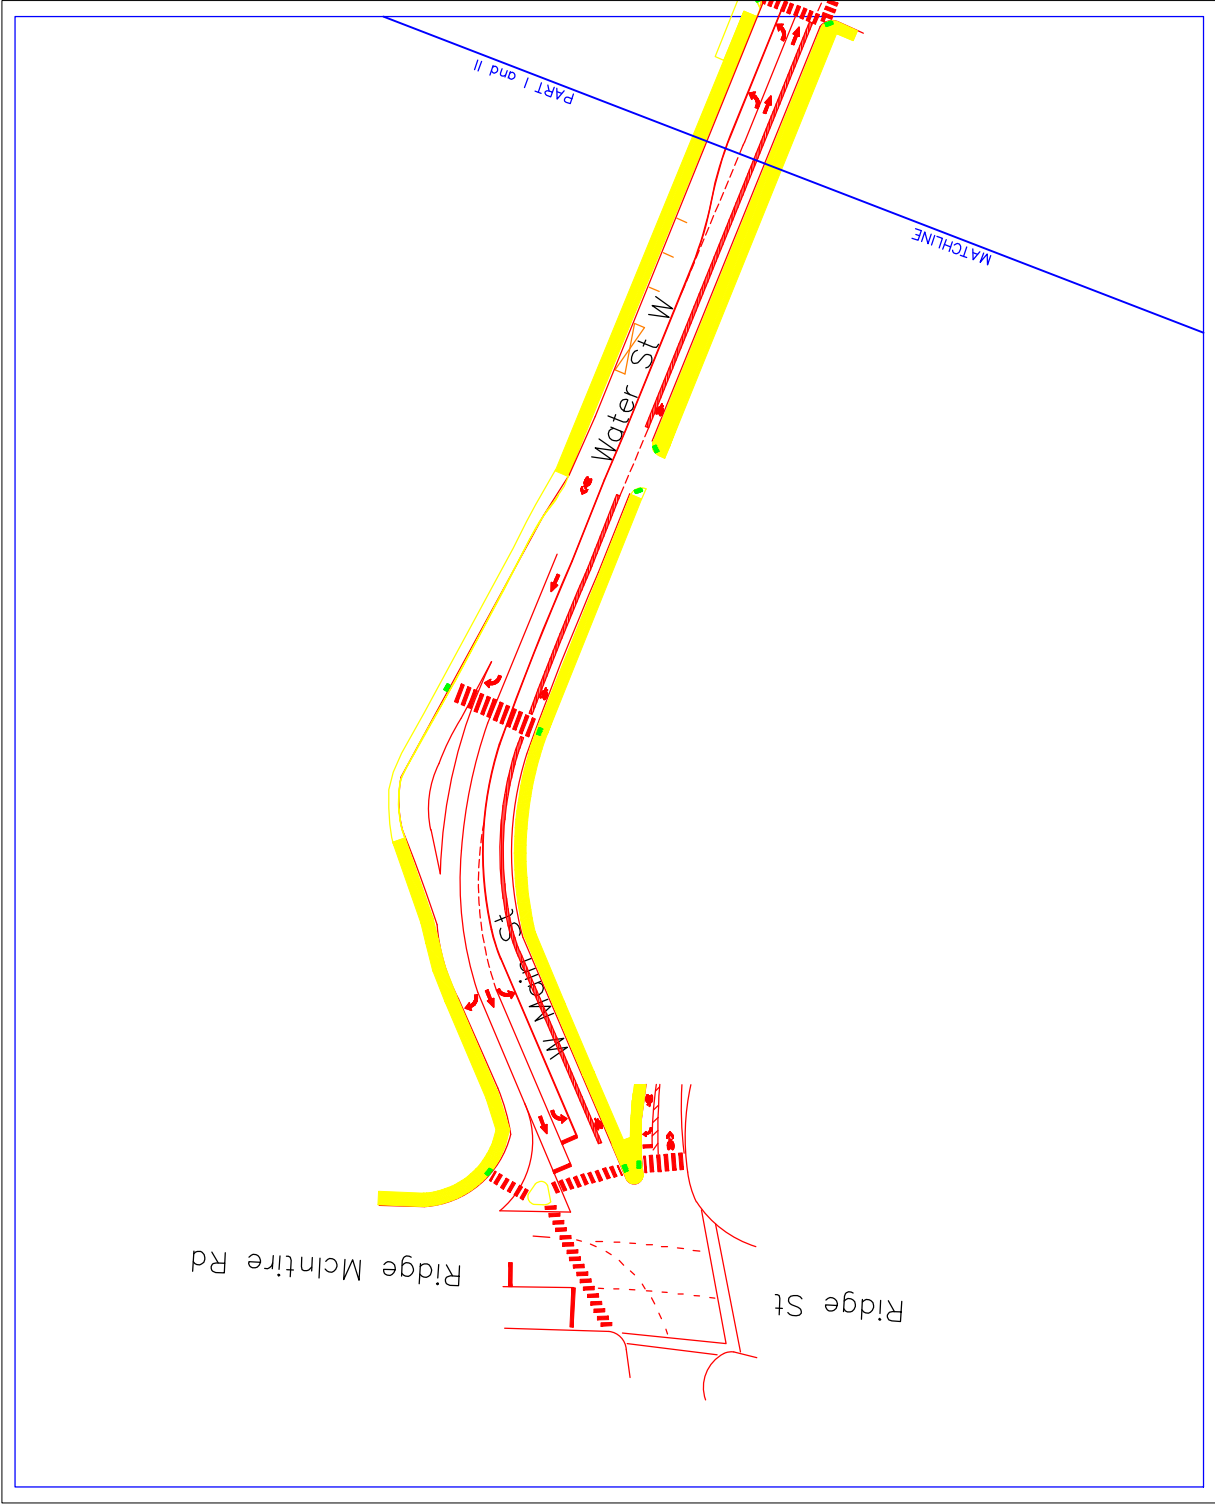 PART I and II
MATCHLINE
Water St W
W Main St
Ridge McIntire Rd
Ridge St